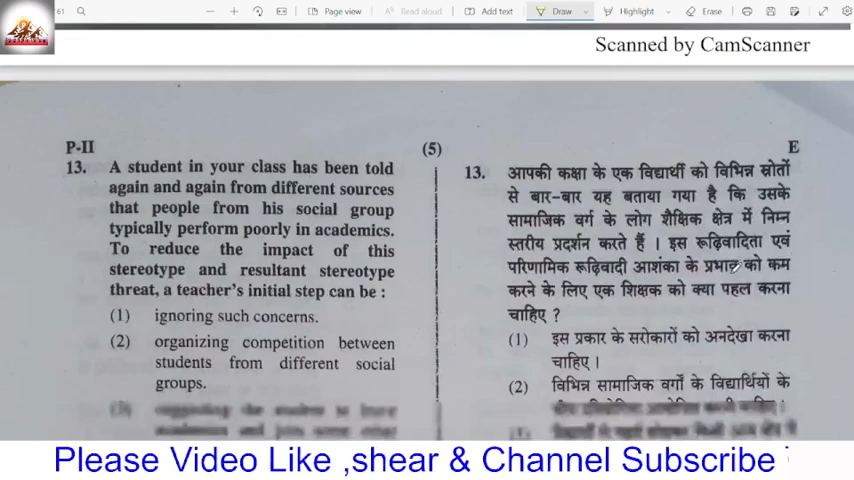 61
Page view
Read aloud
Add text
Draw
Highlight
Erase
Scanned by CamScanner
P-II
(5)
E
13. A student in your class has been told
again and again from different sources
that people from his social group
typically perform poorly in academics.
To reduce the impact of this
stereotype and resultant stereotype
threat, a teacher's initial step can be :
(1) ignoring such concerns.
(2) organizing competition between
students from different social
groups.
13. आपकी कक्षा के एक विद्यार्थी को विभिन्न स्रोतों
से बार-बार यह बताया गया है कि उसके
सामाजिक वर्ग के लोग शैक्षिक क्षेत्र में निम्न
स्तरीय प्रदर्शन करते हैं । इस रूढ़िवादिता एवं
परिणामिक रूढ़िवादी आशंका के प्रभाव को कम
करने के लिए एक शिक्षक को क्या पहल करना
चाहिए ?
(1) इस प्रकार के सरोकारों को अनदेखा करना
चाहिए ।
(2) विभिन्न सामाजिक वर्गों के विद्यार्थियों के
Please Video Like ,shear & Channel Subscribe